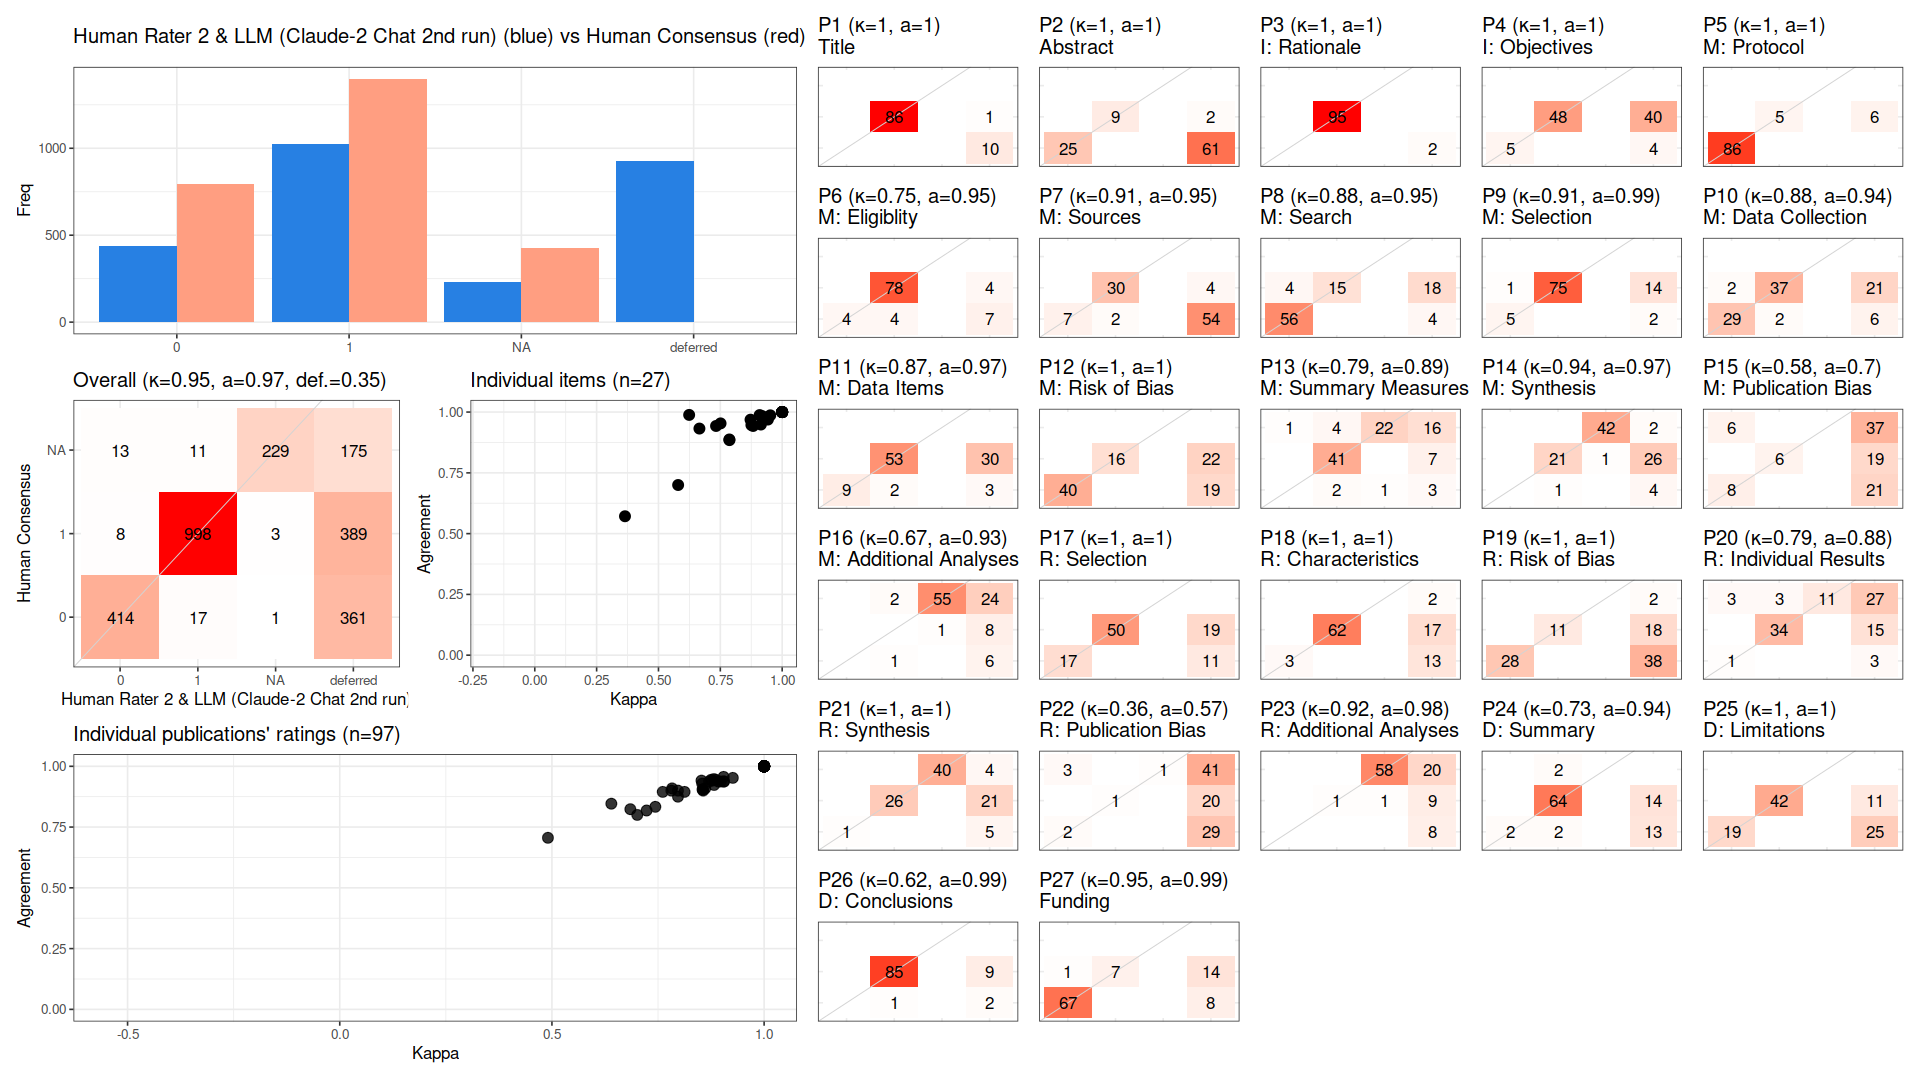 Human Rater 2 & LLM (Claude-2 Chat 2nd run) (blue) vs Human Consensus (red)
Freq
1000
500
0
0 1 NA deferred
Overall (κ=0.95, a=0.97, def.=0.35)
Human Consensus
NA 13 11 229 175
1 8 998 3 389
0 414 17 1 361
0 1 NA deferred
Human Rater 2 & LLM (Claude-2 Chat 2nd run)
Individual items (n=27)
Agreement
1.00
0.75
0.50
0.25
0.00
-0.25 0.00 0.25 0.50 0.75 1.00
Kappa
Individual publications' ratings (n=97)
Agreement
1.00
0.75
0.50
0.25
0.00
-0.5 0.0 0.5 1.0
Kappa
P1 (κ=1, a=1)
Title
86 1
10
P2 (κ=1, a=1)
Abstract
9 2
25 61
P3 (κ=1, a=1)
I: Rationale
95
2
P4 (κ=1, a=1)
I: Objectives
48 40
5 4
P5 (κ=1, a=1)
M: Protocol
5 6
86
P6 (κ=0.75, a=0.95)
M: Eligiblity
78 4
4 4 7
P7 (κ=0.91, a=0.95)
M: Sources
30 4
7 2 54
P8 (κ=0.88, a=0.95)
M: Search
4 15 18
56 4
P9 (κ=0.91, a=0.99)
M: Selection
1 75 14
5 2
P10 (κ=0.88, a=0.94)
M: Data Collection
2 37 21
29 2 6
P11 (κ=0.87, a=0.97)
M: Data Items
53 30
9 2 3
P12 (κ=1, a=1)
M: Risk of Bias
16 22
40 19
P13 (κ=0.79, a=0.89)
M: Summary Measures
1 4 22 16
41 7
2 1 3
P14 (κ=0.94, a=0.97)
M: Synthesis
42 2
21 1 26
1 4
P15 (κ=0.58, a=0.7)
M: Publication Bias
6 37
6 19
8 21
P16 (κ=0.67, a=0.93)
M: Additional Analyses
2 55 24
1 8
1 6
P17 (κ=1, a=1)
R: Selection
50 19
17 11
P18 (κ=1, a=1)
R: Characteristics
2
62 17
3 13
P19 (κ=1, a=1)
R: Risk of Bias
2
11 18
28 38
P20 (κ=0.79, a=0.88)
R: Individual Results
3 3 11 27
34 15
1 3
P21 (κ=1, a=1)
R: Synthesis
40 4
26 21
1 5
P22 (κ=0.36, a=0.57)
R: Publication Bias
3 1 41
1 20
2 29
P23 (κ=0.92, a=0.98)
R: Additional Analyses
58 20
1 1 9
8
P24 (κ=0.73, a=0.94)
D: Summary
2
64 14
2 2 13
P25 (κ=1, a=1)
D: Limitations
42 11
19 25
P26 (κ=0.62, a=0.99)
D: Conclusions
85 9
1 2
P27 (κ=0.95, a=0.99)
Funding
1 7 14
67 8